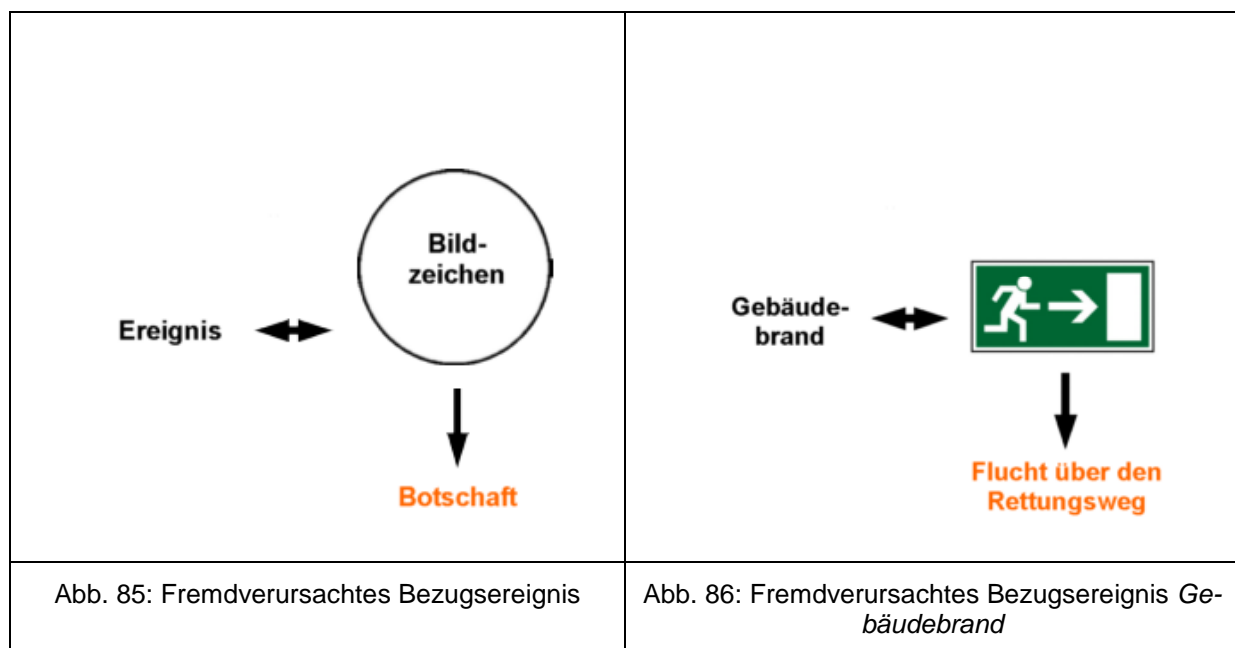 Bild-
zeichen
Ereignis
Botschaft
Abb. 85: Fremdverursachtes Bezugsereignis
Gebäude-
brand
Flucht über den
Rettungsweg
Abb. 86: Fremdverursachtes Bezugsereignis Ge-
bäudebrand